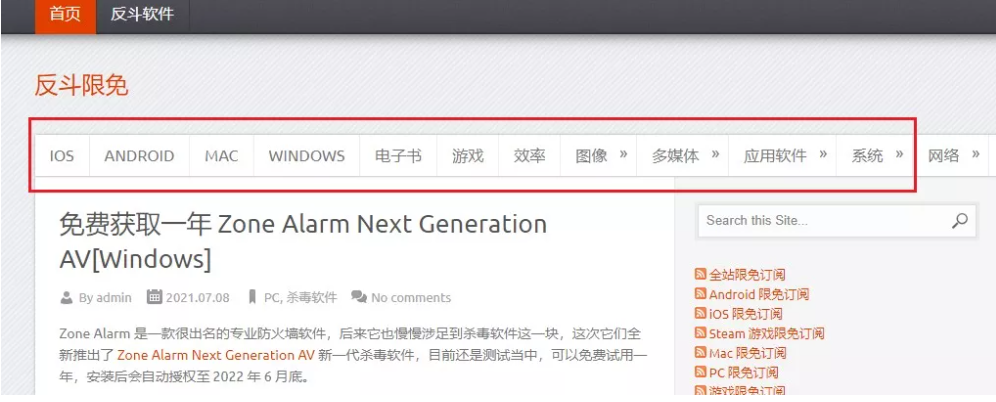 首页 反斗软件
反斗限免
IOS ANDROID MAC WINDOWS 电子书 游戏 效率 图像 » 多媒体 » 应用软件 » 系统 » 网络 »
免费获取一年 Zone Alarm Next Generation
AV[Windows]
By admin 2021.07.08 PC, 杀毒软件 No comments
Zone Alarm 是一款很出名的专业防火墙软件，后来它也慢慢涉足到杀毒软件这一块，这次它们全
新推出了 Zone Alarm Next Generation AV 新一代杀毒软件，目前还是测试当中，可以免费试用一
年，安装后会自动授权至 2022 年 6 月底。
Search this Site...
全站限免订阅
Android 限免订阅
iOS 限免订阅
Steam 游戏限免订阅
Mac 限免订阅
PC 限免订阅
游戏限免订阅